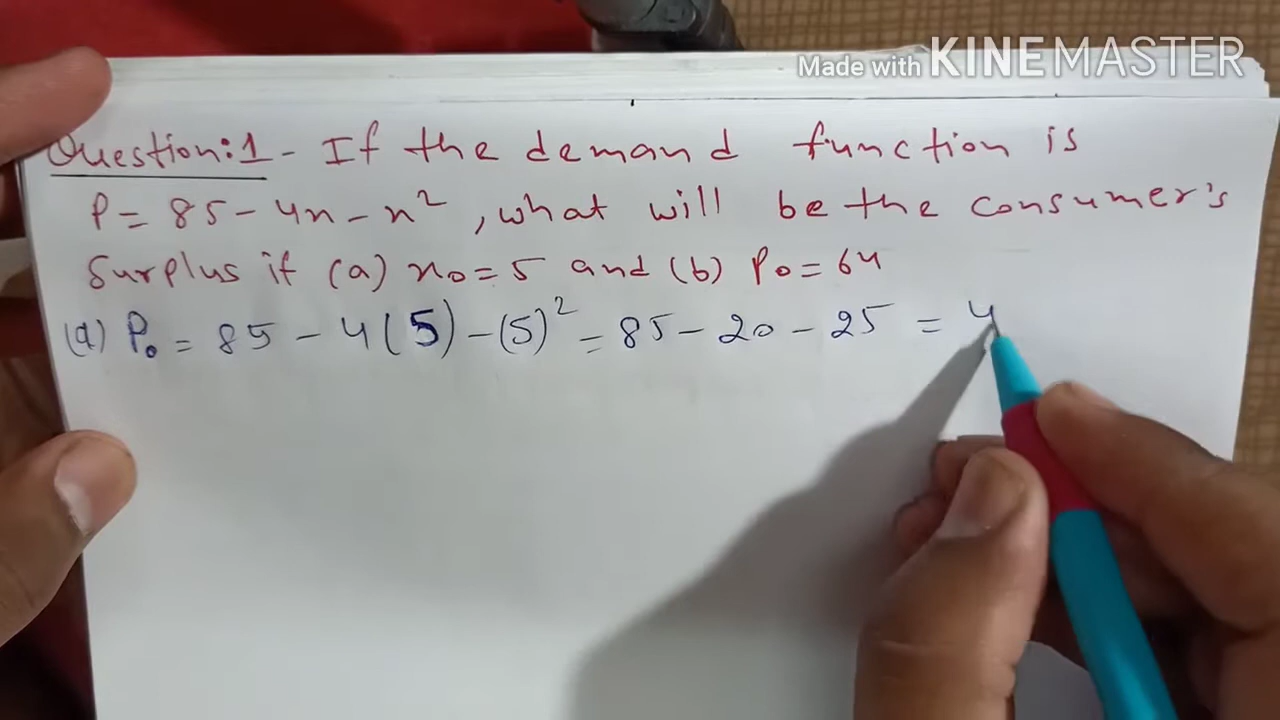 Made with KINEMASTER
Question:1 - If the demand function is
P = 85 - 4x - x², what will be the consumer's
surplus if (a) x₀ = 5 and (b) P₀ = 64
(a) P₀ = 85 - 4(5) - (5)² = 85 - 20 - 25 = 4